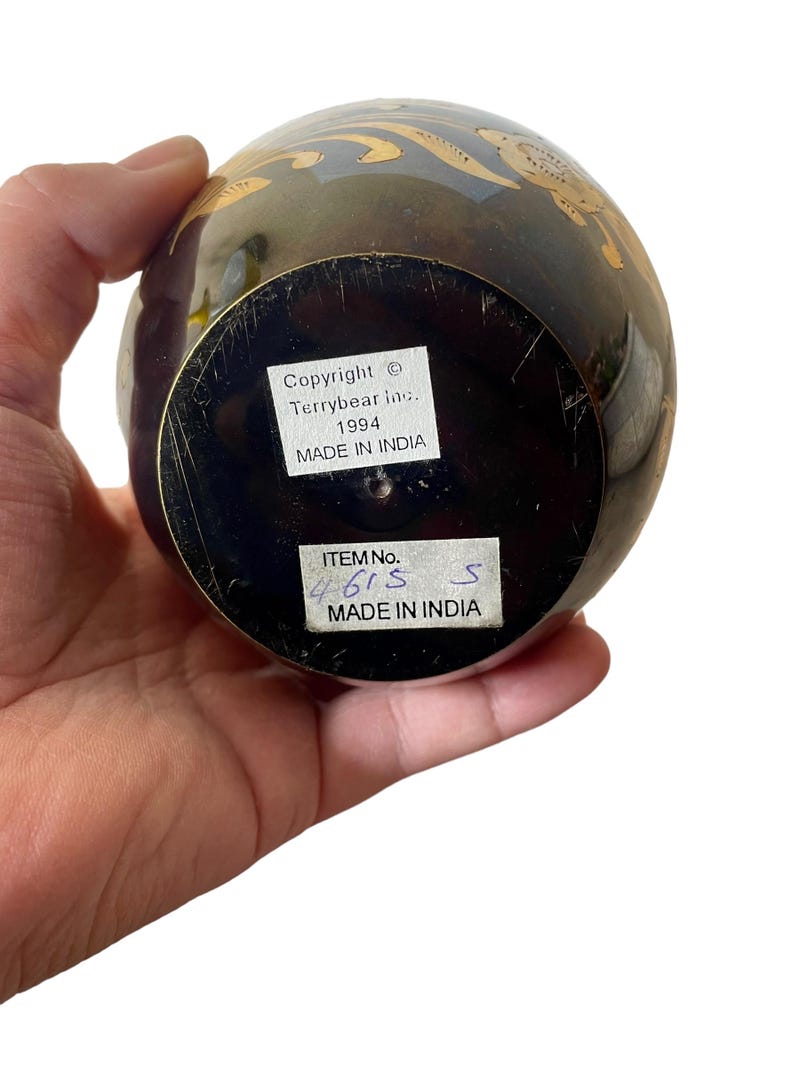 Copyright ©
Terrybear Inc.
1994
MADE IN INDIA
ITEM No.
4615 S
MADE IN INDIA